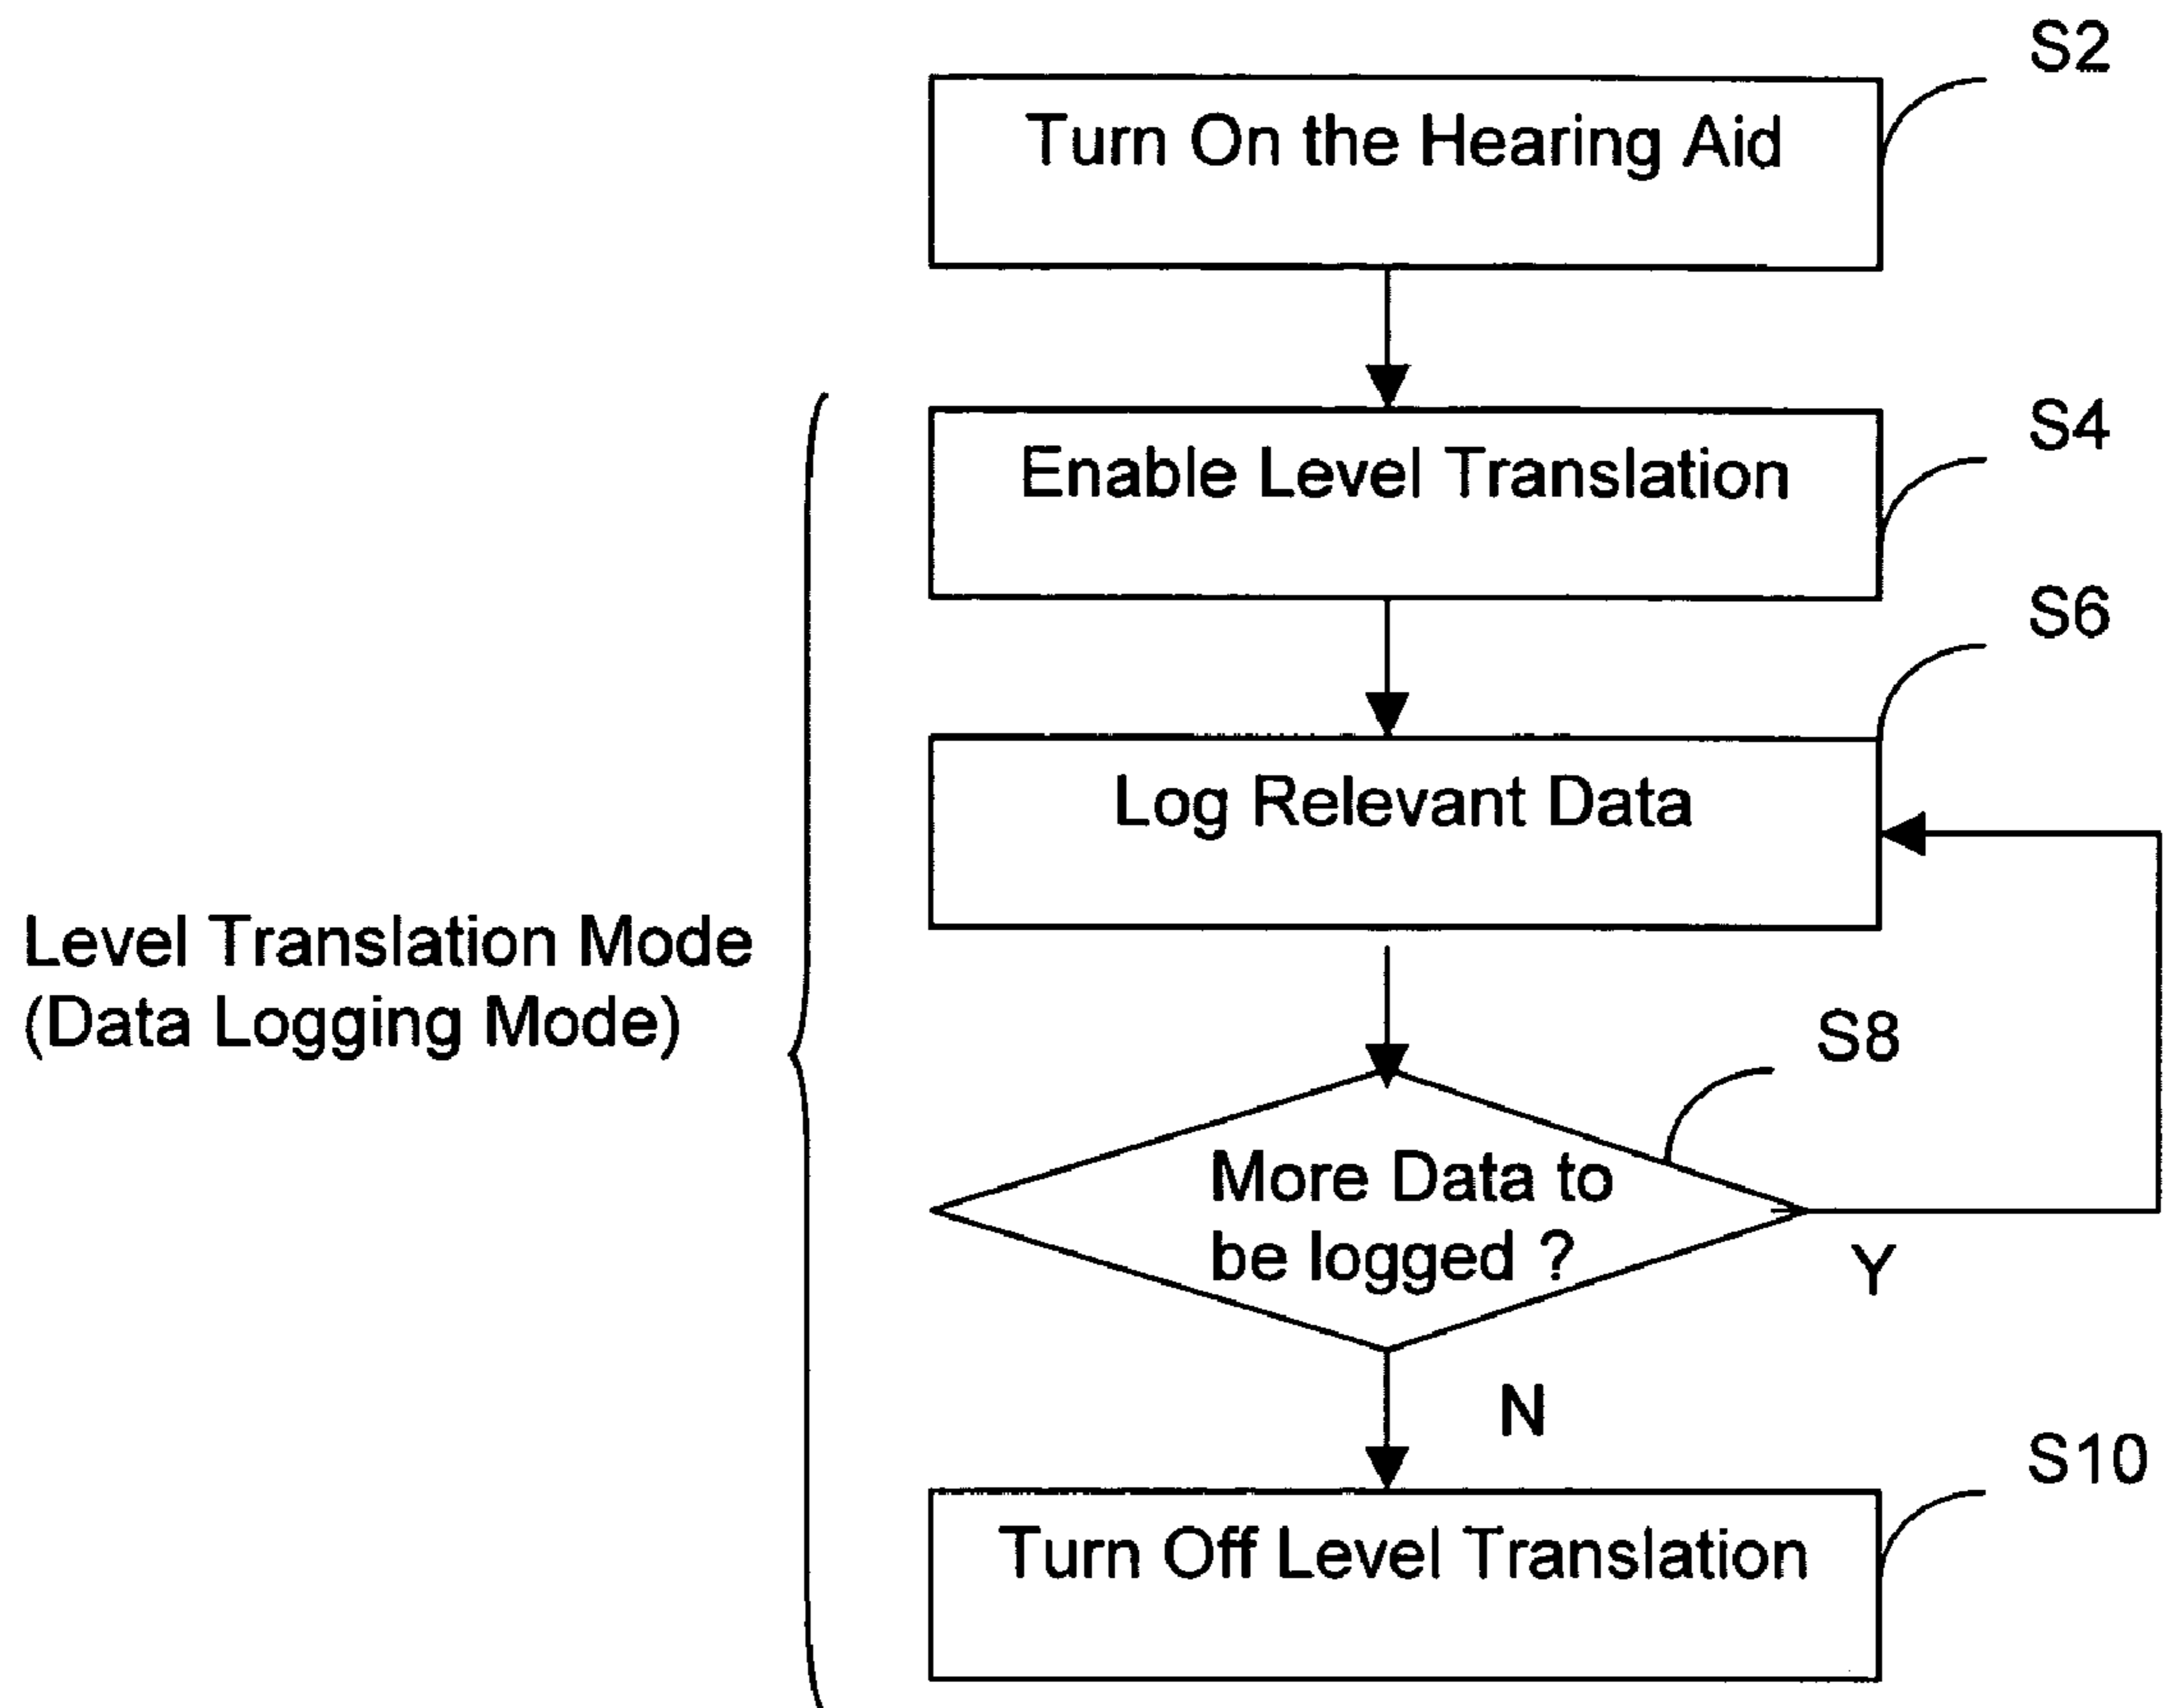 S2
Turn On the Hearing Aid
S4
Enable Level Translation
S6
Log Relevant Data
Level Translation Mode
(Data Logging Mode)
S8
More Data to
be logged ?
Y
N
S10
Turn Off Level Translation